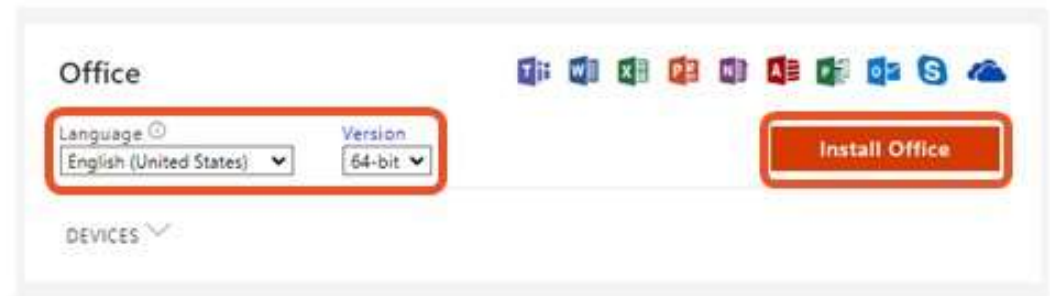 Office
Language
Version
English (United States)
64-bit
Install Office
DEVICES